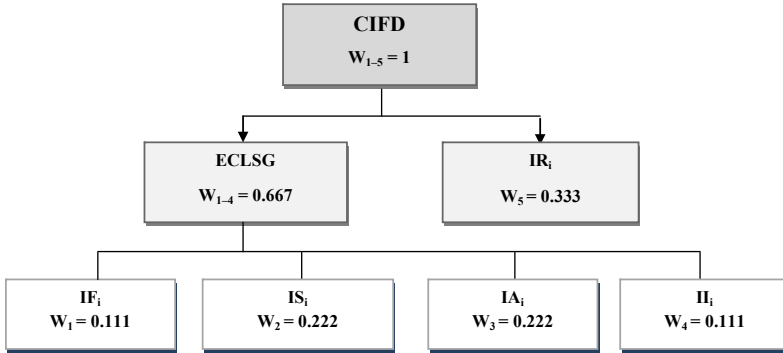 CIFD
W₁₋₅ = 1
ECLSG
W₁₋₄ = 0.667
IRᵢ
W₅ = 0.333
IFᵢ
W₁ = 0.111
ISᵢ
W₂ = 0.222
IAᵢ
W₃ = 0.222
IIᵢ
W₄ = 0.111